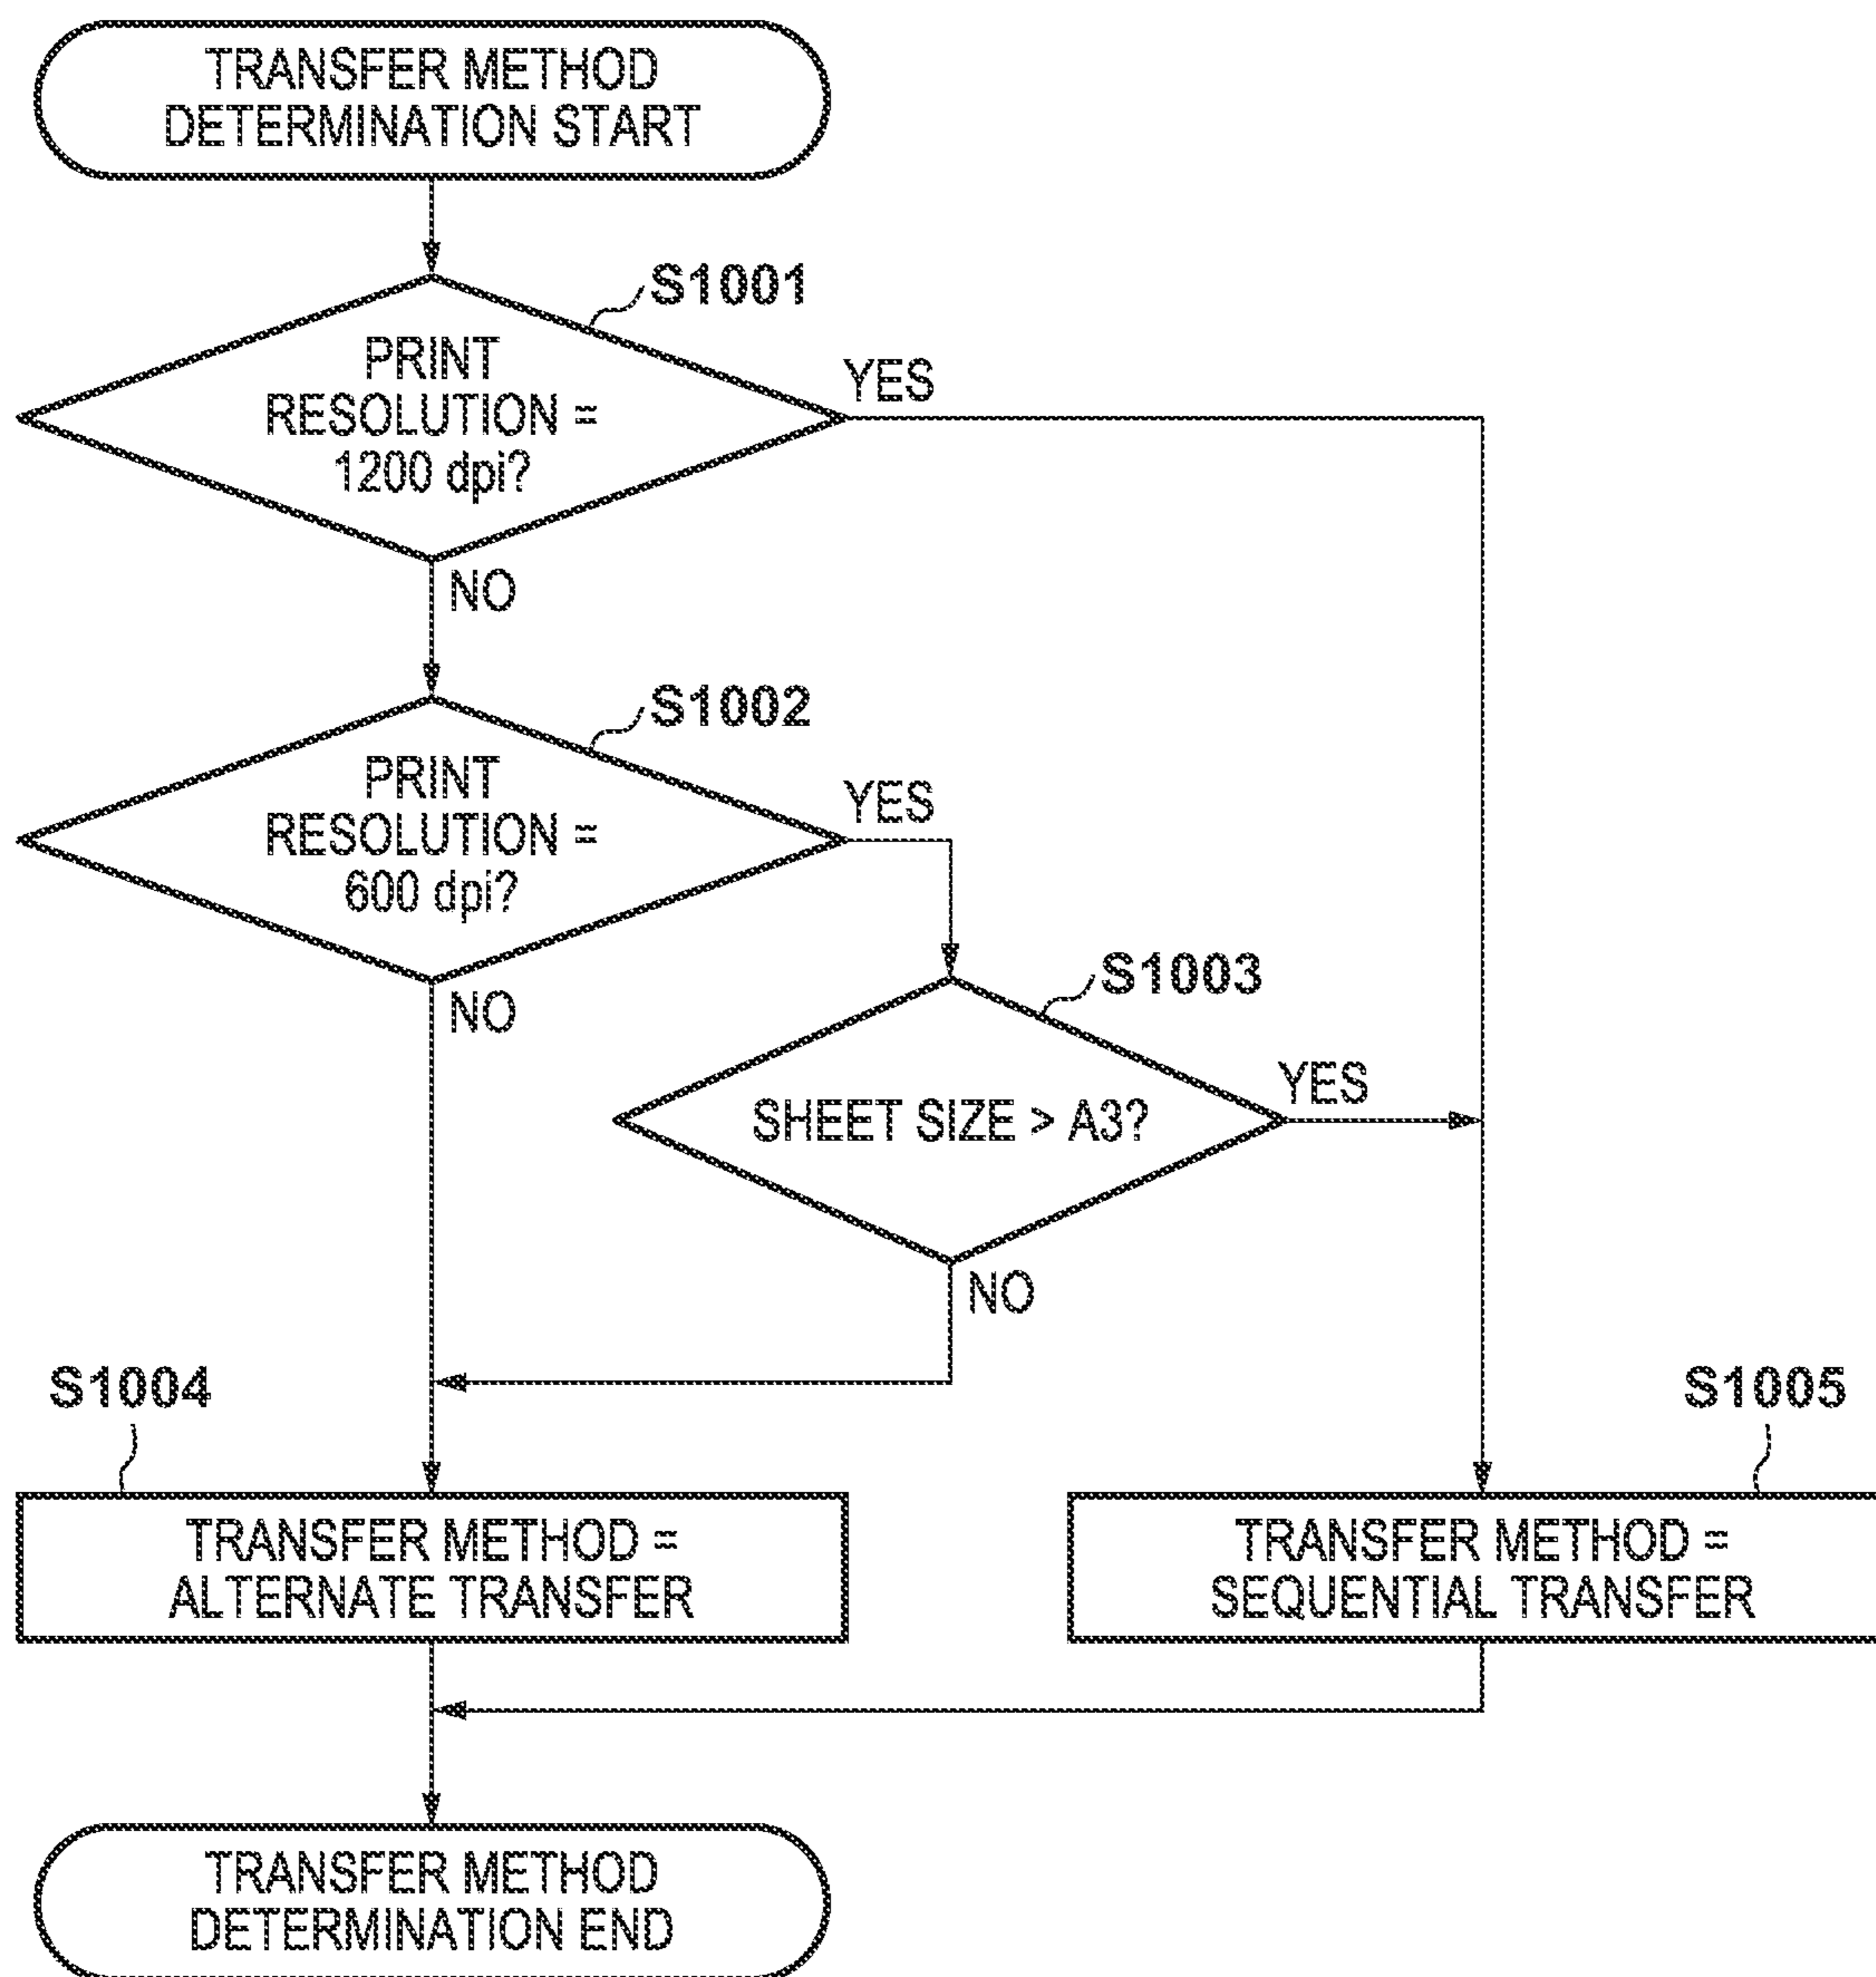 TRANSFER METHOD
DETERMINATION START
S1001
PRINT
RESOLUTION =
1200 dpi?
YES
NO
S1002
PRINT
RESOLUTION =
600 dpi?
YES
NO
S1003
SHEET SIZE > A3?
YES
NO
S1004
TRANSFER METHOD =
ALTERNATE TRANSFER
S1005
TRANSFER METHOD =
SEQUENTIAL TRANSFER
TRANSFER METHOD
DETERMINATION END